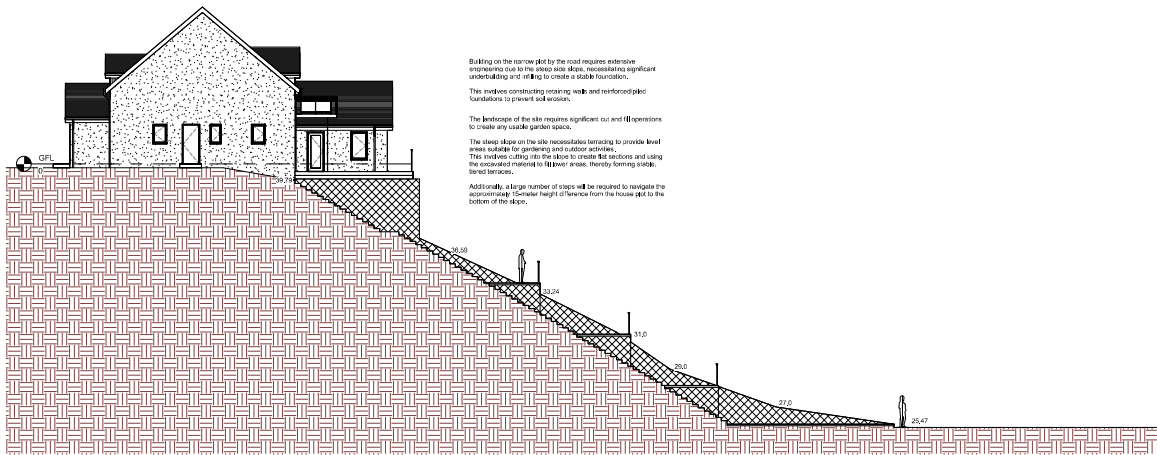 Building on the narrow plot by the road requires extensive
engineering due to the steep side slope, necessitating significant
underbuilding and infilling to create a stable foundation.
This involves constructing retaining walls and reinforced/piled
foundations to prevent soil erosion.
The landscape of the site requires significant cut and fill operations
to create any usable garden space.
The steep slope on the site necessitates terracing to provide level
areas suitable for gardening and outdoor activities.
This involves cutting into the slope to create flat sections and using
the excavated material to fill lower areas, thereby forming stable,
tiered terraces.
Additionally, a large number of steps will be required to navigate the
approximately 15-meter height difference from the house plot to the
bottom of the slope.
GFL
0
39,79
36,59
33,24
31,0
29,0
27,0
25,47